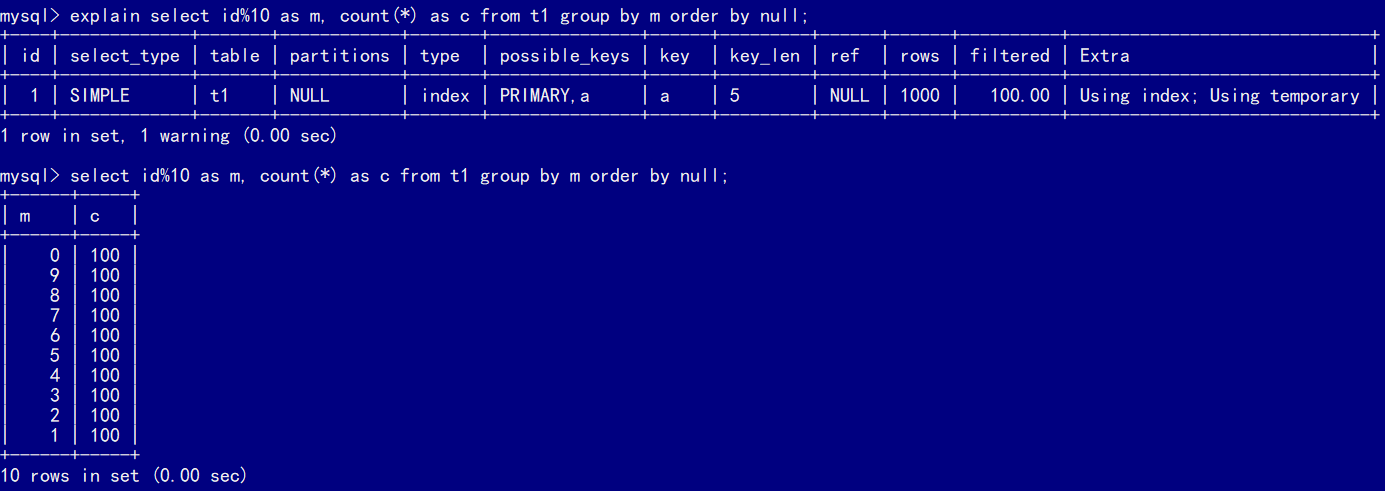 mysql> explain select id%10 as m, count(*) as c from t1 group by m order by null;
+----+-------------+-------+------------+-------+---------------+-----+---------+------+------+----------+------------------------------+
| id | select_type | table | partitions | type | possible_keys | key | key_len | ref | rows | filtered | Extra |
+----+-------------+-------+------------+-------+---------------+-----+---------+------+------+----------+------------------------------+
| 1 | SIMPLE | t1 | NULL | index | PRIMARY,a | a | 5 | NULL | 1000 | 100.00 | Using index; Using temporary |
+----+-------------+-------+------------+-------+---------------+-----+---------+------+------+----------+------------------------------+
1 row in set, 1 warning (0.00 sec)
mysql> select id%10 as m, count(*) as c from t1 group by m order by null;
+------+-----+
| m | c |
+------+-----+
| 0 | 100 |
| 9 | 100 |
| 8 | 100 |
| 7 | 100 |
| 6 | 100 |
| 5 | 100 |
| 4 | 100 |
| 3 | 100 |
| 2 | 100 |
| 1 | 100 |
+------+-----+
10 rows in set (0.00 sec)